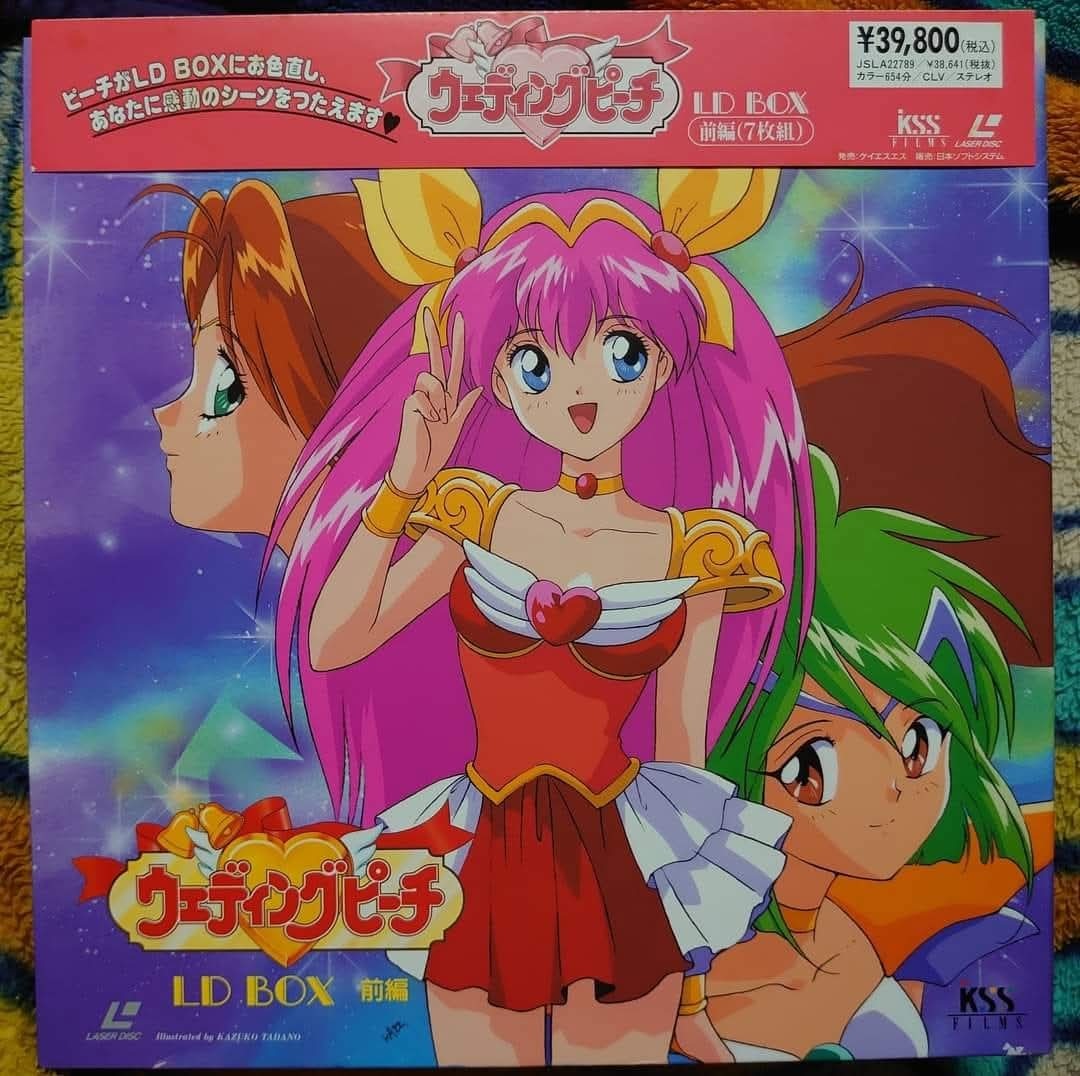 ピーチがLD BOXにお色直し、
あなたに感動のシーンをつたえます♥
ウェディングピーチ
LD BOX
前編(7枚組)
¥39,800(税込)
JSLA22789/¥38,641(税抜)
カラー654分/CLV/ステレオ
KSS
FILMS
LASER DISC
発売:ケイエスエス 販売:日本ソフトシステム
ウェディングピーチ
LD BOX 前編
LASER DISC
Illustrated by KAZUKO TADANO
KSS
FILMS